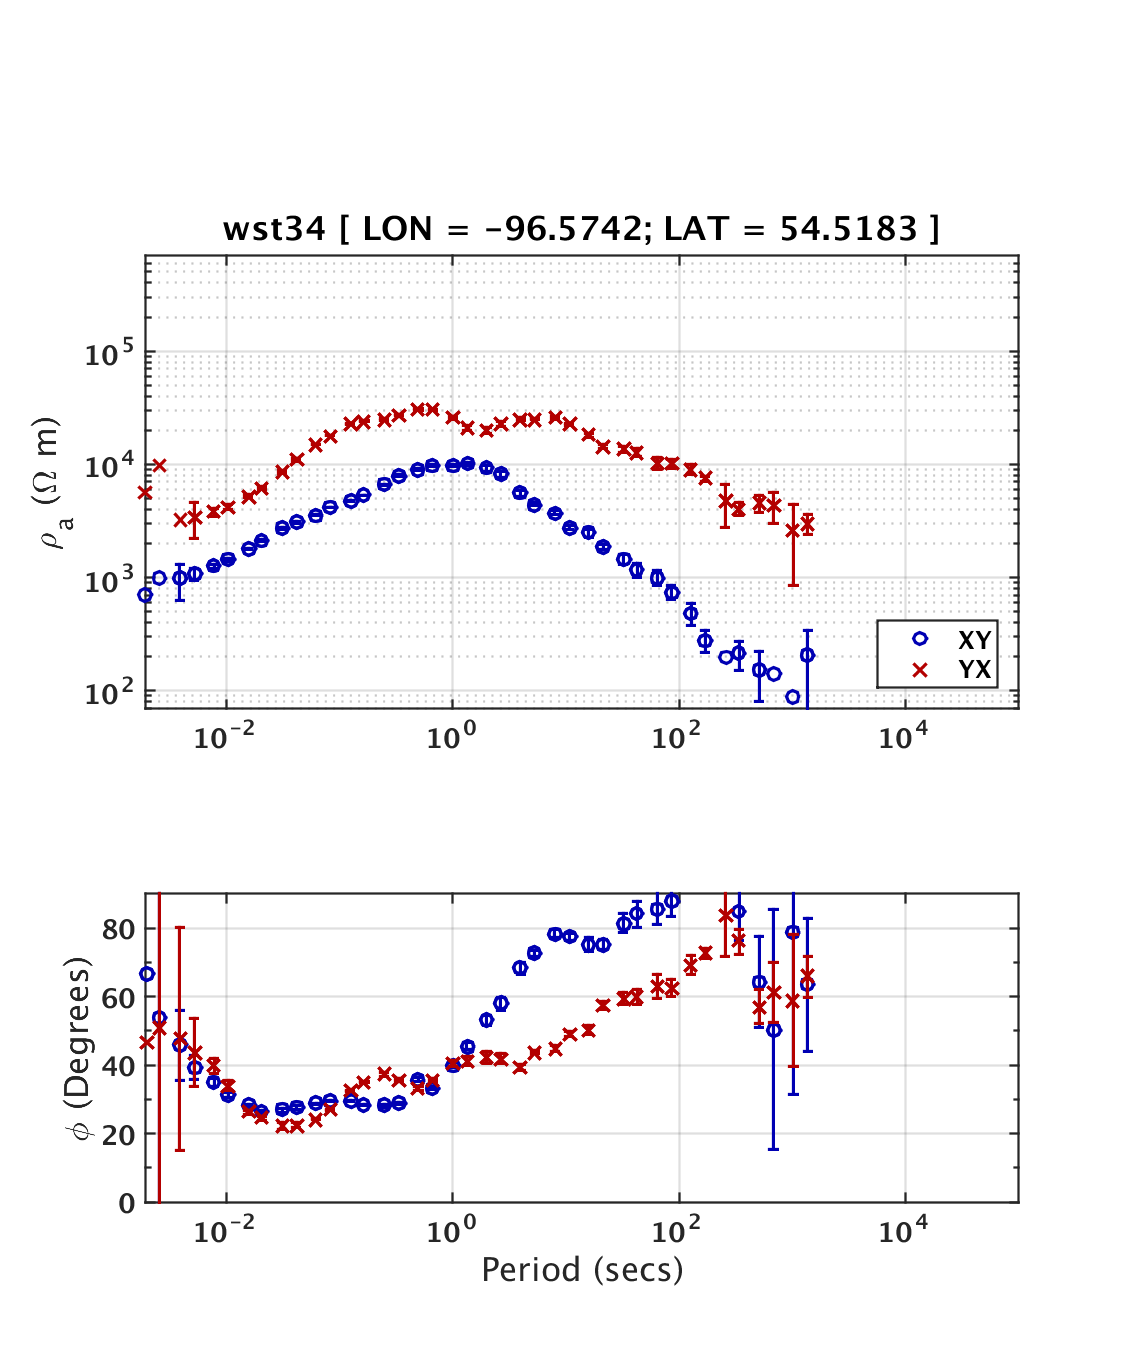 wst34 [ LON = -96.5742; LAT = 54.5183 ]
10^5
10^4
10^3
10^2
ρ_a (Ω m)
XY
YX
10^-2 10^0 10^2 10^4
80
60
40
20
0
ϕ (Degrees)
10^-2 10^0 10^2 10^4
Period (secs)